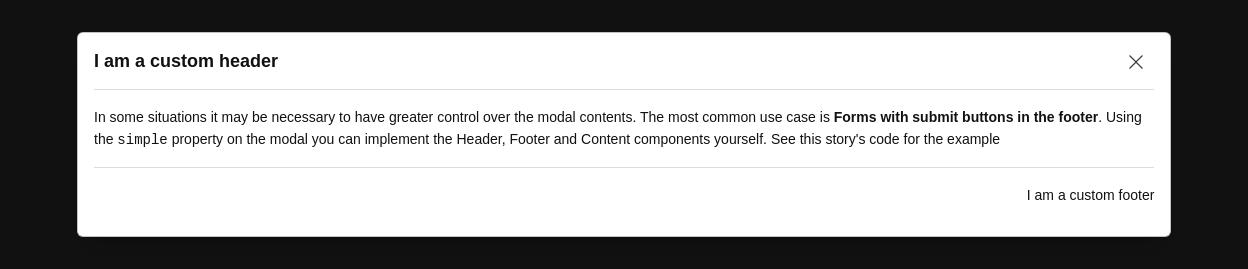 I am a custom header
In some situations it may be necessary to have greater control over the modal contents. The most common use case is Forms with submit buttons in the footer. Using
the simple property on the modal you can implement the Header, Footer and Content components yourself. See this story's code for the example
I am a custom footer